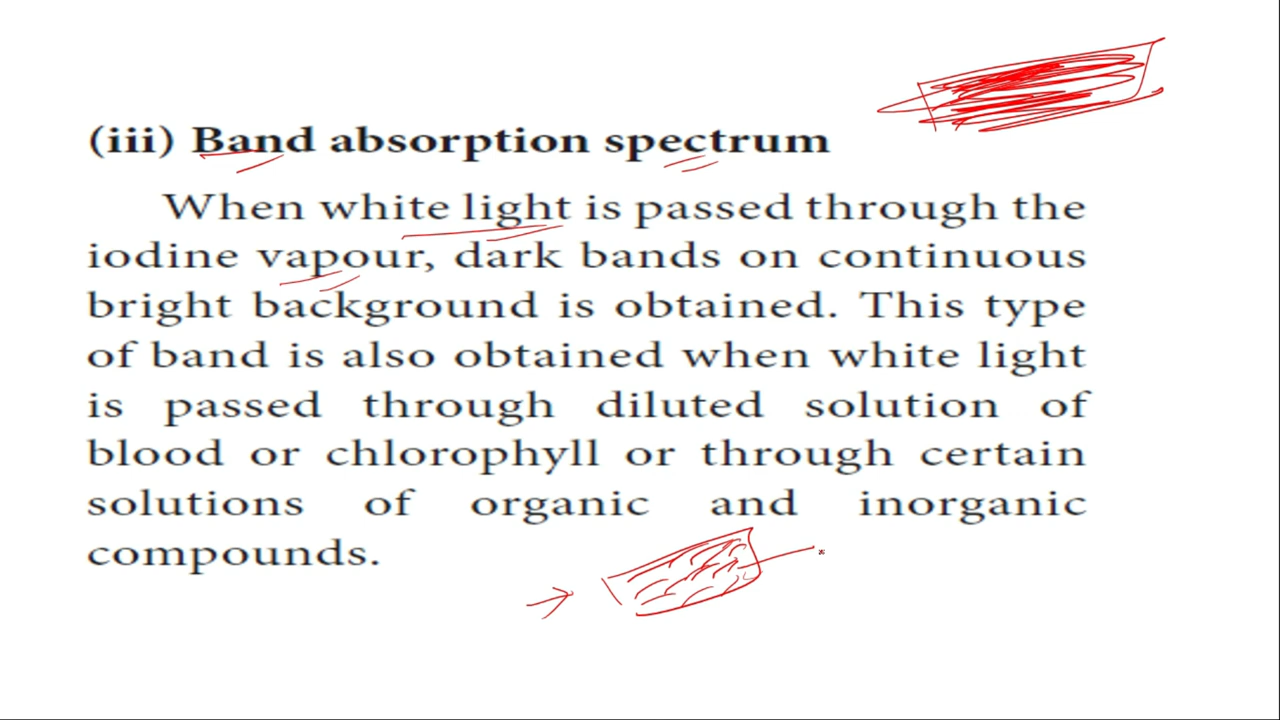 (iii) Band absorption spectrum
When white light is passed through the
iodine vapour, dark bands on continuous
bright background is obtained. This type
of band is also obtained when white light
is passed through diluted solution of
blood or chlorophyll or through certain
solutions of organic and inorganic
compounds.